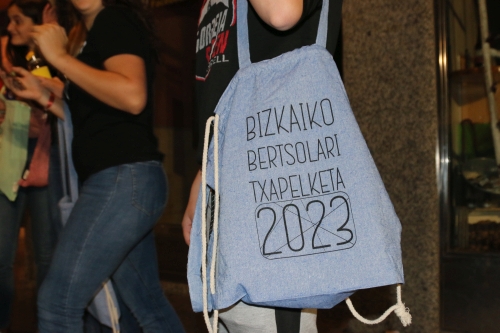 BIZKAIKO
BERTSOLARI
TXAPELKETA
2023